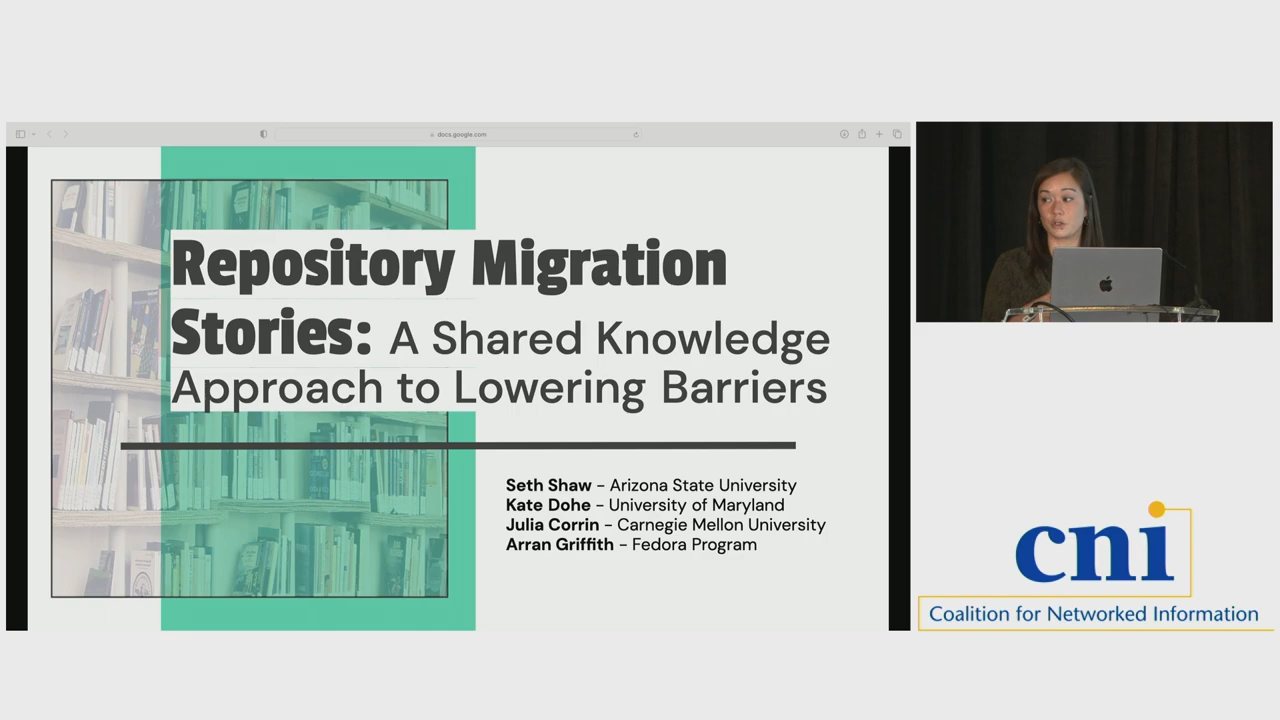 docs.google.com
Repository Migration
Stories: A Shared Knowledge
Approach to Lowering Barriers
Seth Shaw – Arizona State University
Kate Dohe – University of Maryland
Julia Corrin – Carnegie Mellon University
Arran Griffith – Fedora Program
cni
Coalition for Networked Information